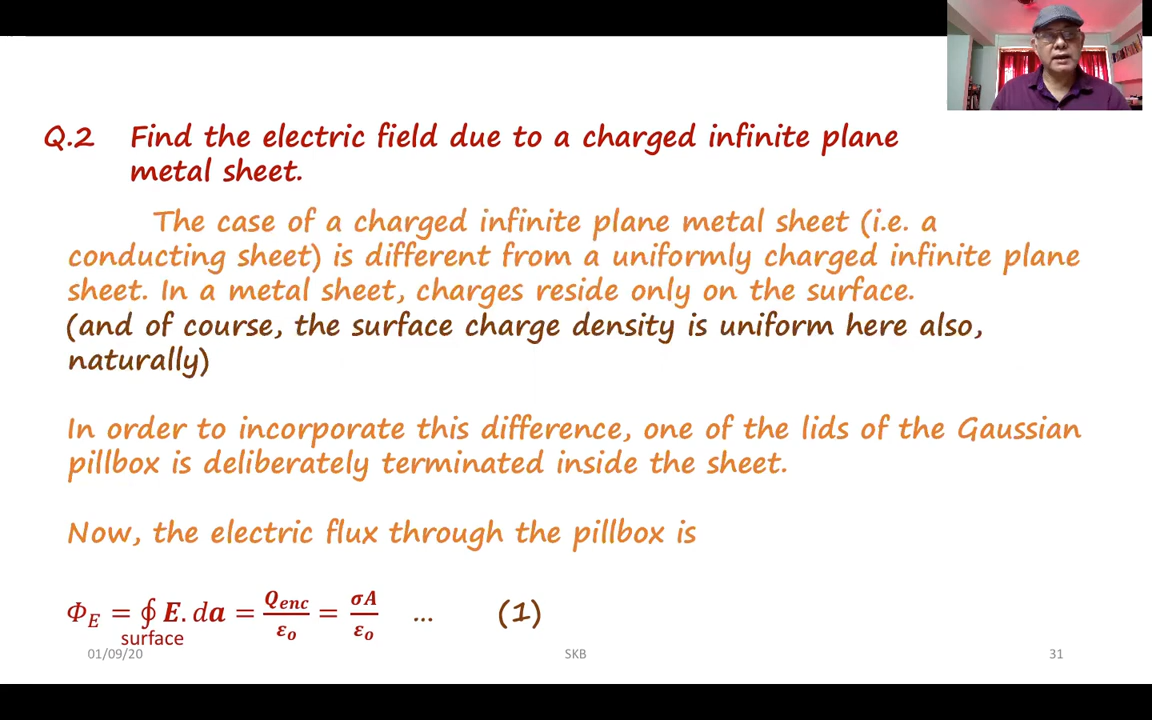 Q.2 Find the electric field due to a charged infinite plane
metal sheet.
The case of a charged infinite plane metal sheet (i.e. a
conducting sheet) is different from a uniformly charged infinite plane
sheet. In a metal sheet, charges reside only on the surface.
(and of course, the surface charge density is uniform here also,
naturally)
In order to incorporate this difference, one of the lids of the Gaussian
pillbox is deliberately terminated inside the sheet.
Now, the electric flux through the pillbox is
Φ_E = ∮ E. da = Q_enc/ε_o = σA/ε_o ... (1)
surface
01/09/20 SKB 31